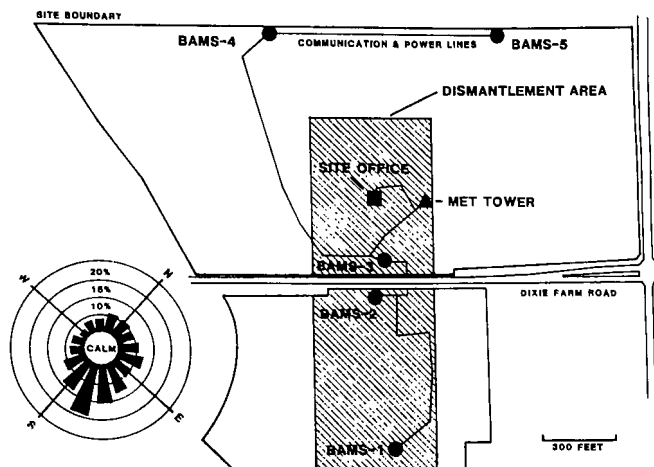 SITE BOUNDARY
BAMS-4
COMMUNICATION & POWER LINES
BAMS-5
DISMANTLEMENT AREA
SITE OFFICE
MET TOWER
BAMS-3
DIXIE FARM ROAD
BAMS-2
BAMS-1
300 FEET
20%
15%
10%
W
N
CALM
S
E